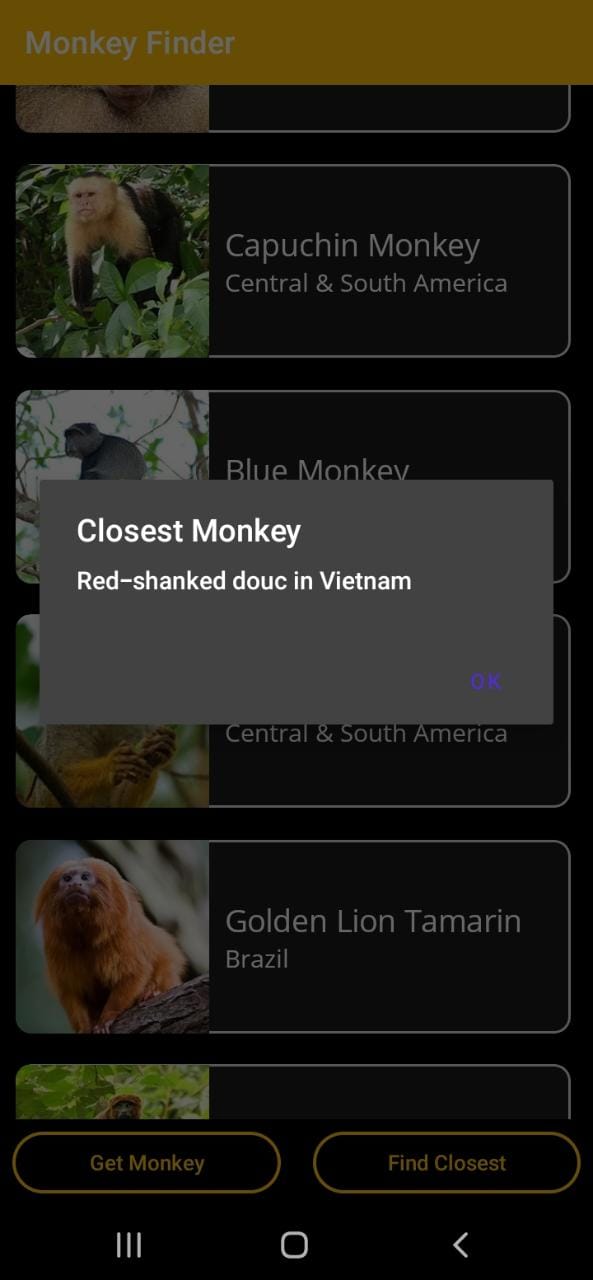 Monkey Finder
Capuchin Monkey
Central & South America
Blue Monkey
Closest Monkey
Red-shanked douc in Vietnam
OK
Central & South America
Golden Lion Tamarin
Brazil
Get Monkey
Find Closest